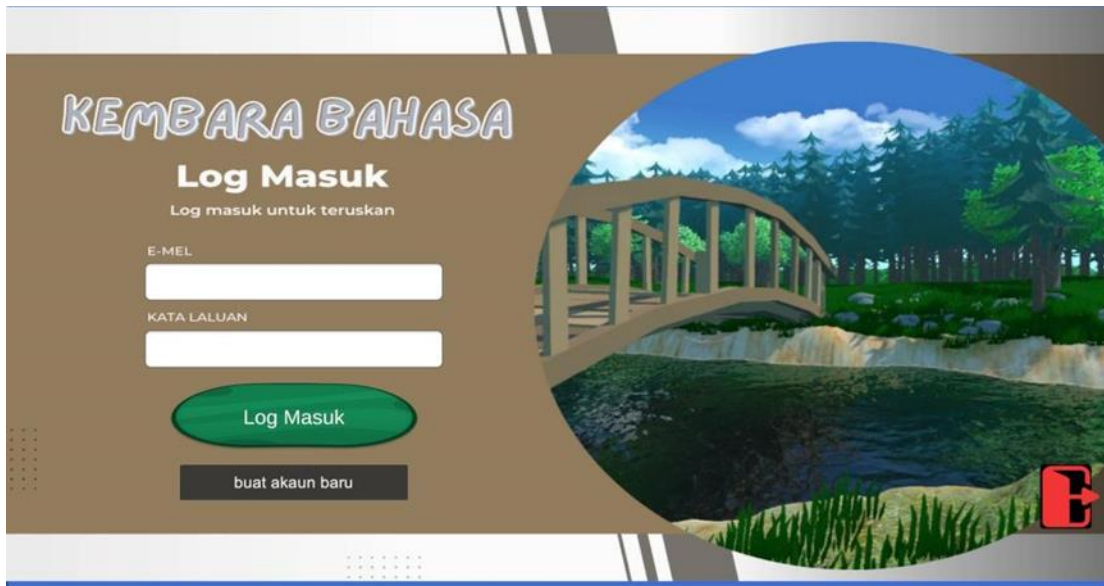 KEMBARA BAHASA
Log Masuk
Log masuk untuk teruskan
E-MEL
KATA LALUAN
Log Masuk
buat akaun baru